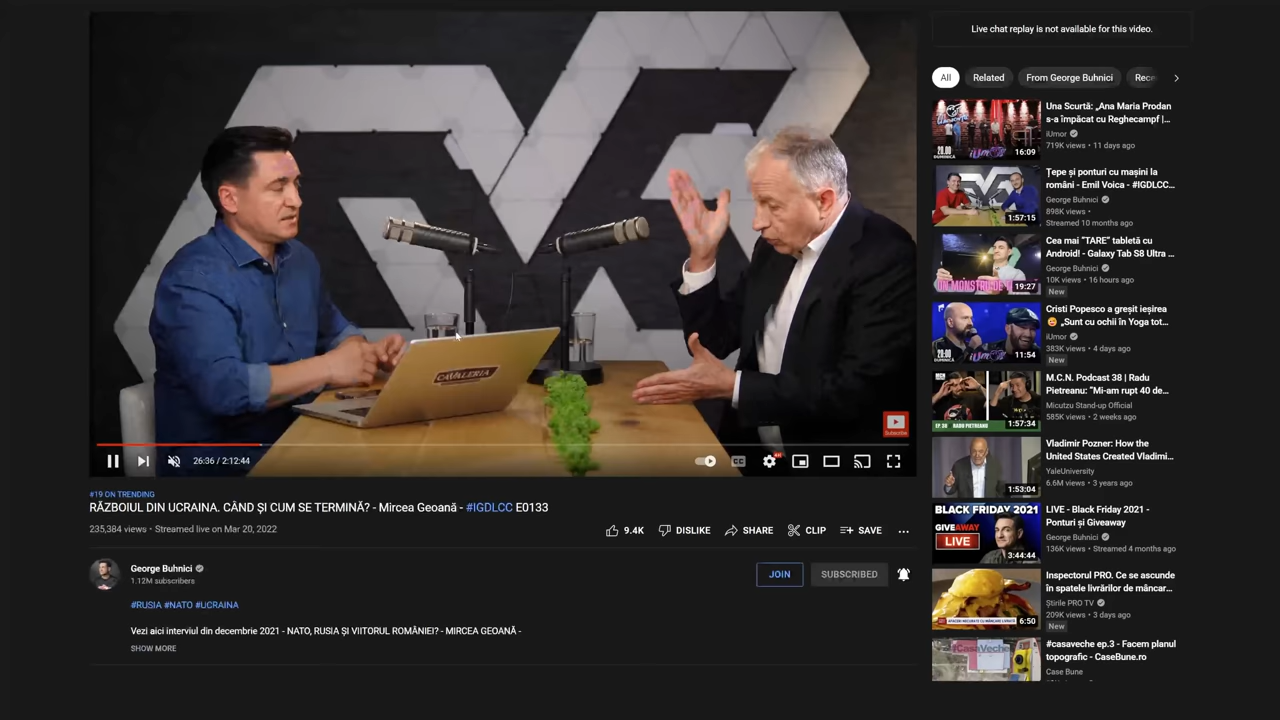 CAVALLERIA
Subscribe
26:36 / 2:12:44
CC
#19 ON TRENDING
RĂZBOIUL DIN UCRAINA. CÂND ȘI CUM SE TERMINĂ? - Mircea Geoană - #IGDLCC E0133
235,384 views • Streamed live on Mar 20, 2022
9.4K DISLIKE SHARE CLIP SAVE ...
George Buhnici
1.12M subscribers
JOIN SUBSCRIBED
#RUSIA #NATO #UCRAINA
Vezi aici interviul din decembrie 2021 - NATO, RUSIA ȘI VIITORUL ROMÂNIEI? - MIRCEA GEOANĂ -
SHOW MORE
Live chat replay is not available for this video.
All Related From George Buhnici Rece
16:09
Una Scurtă: „Ana Maria Prodan
s-a împăcat cu Reghecampf |...
iUmor
719K views • 11 days ago
1:57:15
Țepe și ponturi cu mașini la
români - Emil Voica - #IGDLCC...
George Buhnici
898K views •
Streamed 10 months ago
19:27
Cea mai "TARE" tabletă cu
Android! - Galaxy Tab S8 Ultra ...
George Buhnici
10K views • 16 hours ago
New
11:54
Cristi Popesco a greșit ieșirea
„Sunt cu ochii în Yoga tot...
iUmor
383K views • 4 days ago
New
1:57:34
M.C.N. Podcast 38 | Radu
Pietreanu: "Mi-am rupt 40 de...
Micutzu Stand-up Official
585K views • 2 weeks ago
1:53:04
Vladimir Pozner: How the
United States Created Vladimi...
YaleUniversity
6.6M views • 3 years ago
BLACK FRIDAY 2021
GIVEAWAY
LIVE
3:44:44
LIVE - Black Friday 2021 -
Ponturi și Giveaway
George Buhnici
136K views • Streamed 4 months ago
6:50
Inspectorul PRO. Ce se ascunde
în spatele livrărilor de mâncar...
Știrile PRO TV
209K views • 3 days ago
New
#CasaVeche
#casaveche ep.3 - Facem planul
topografic - CaseBune.ro
Case Bune